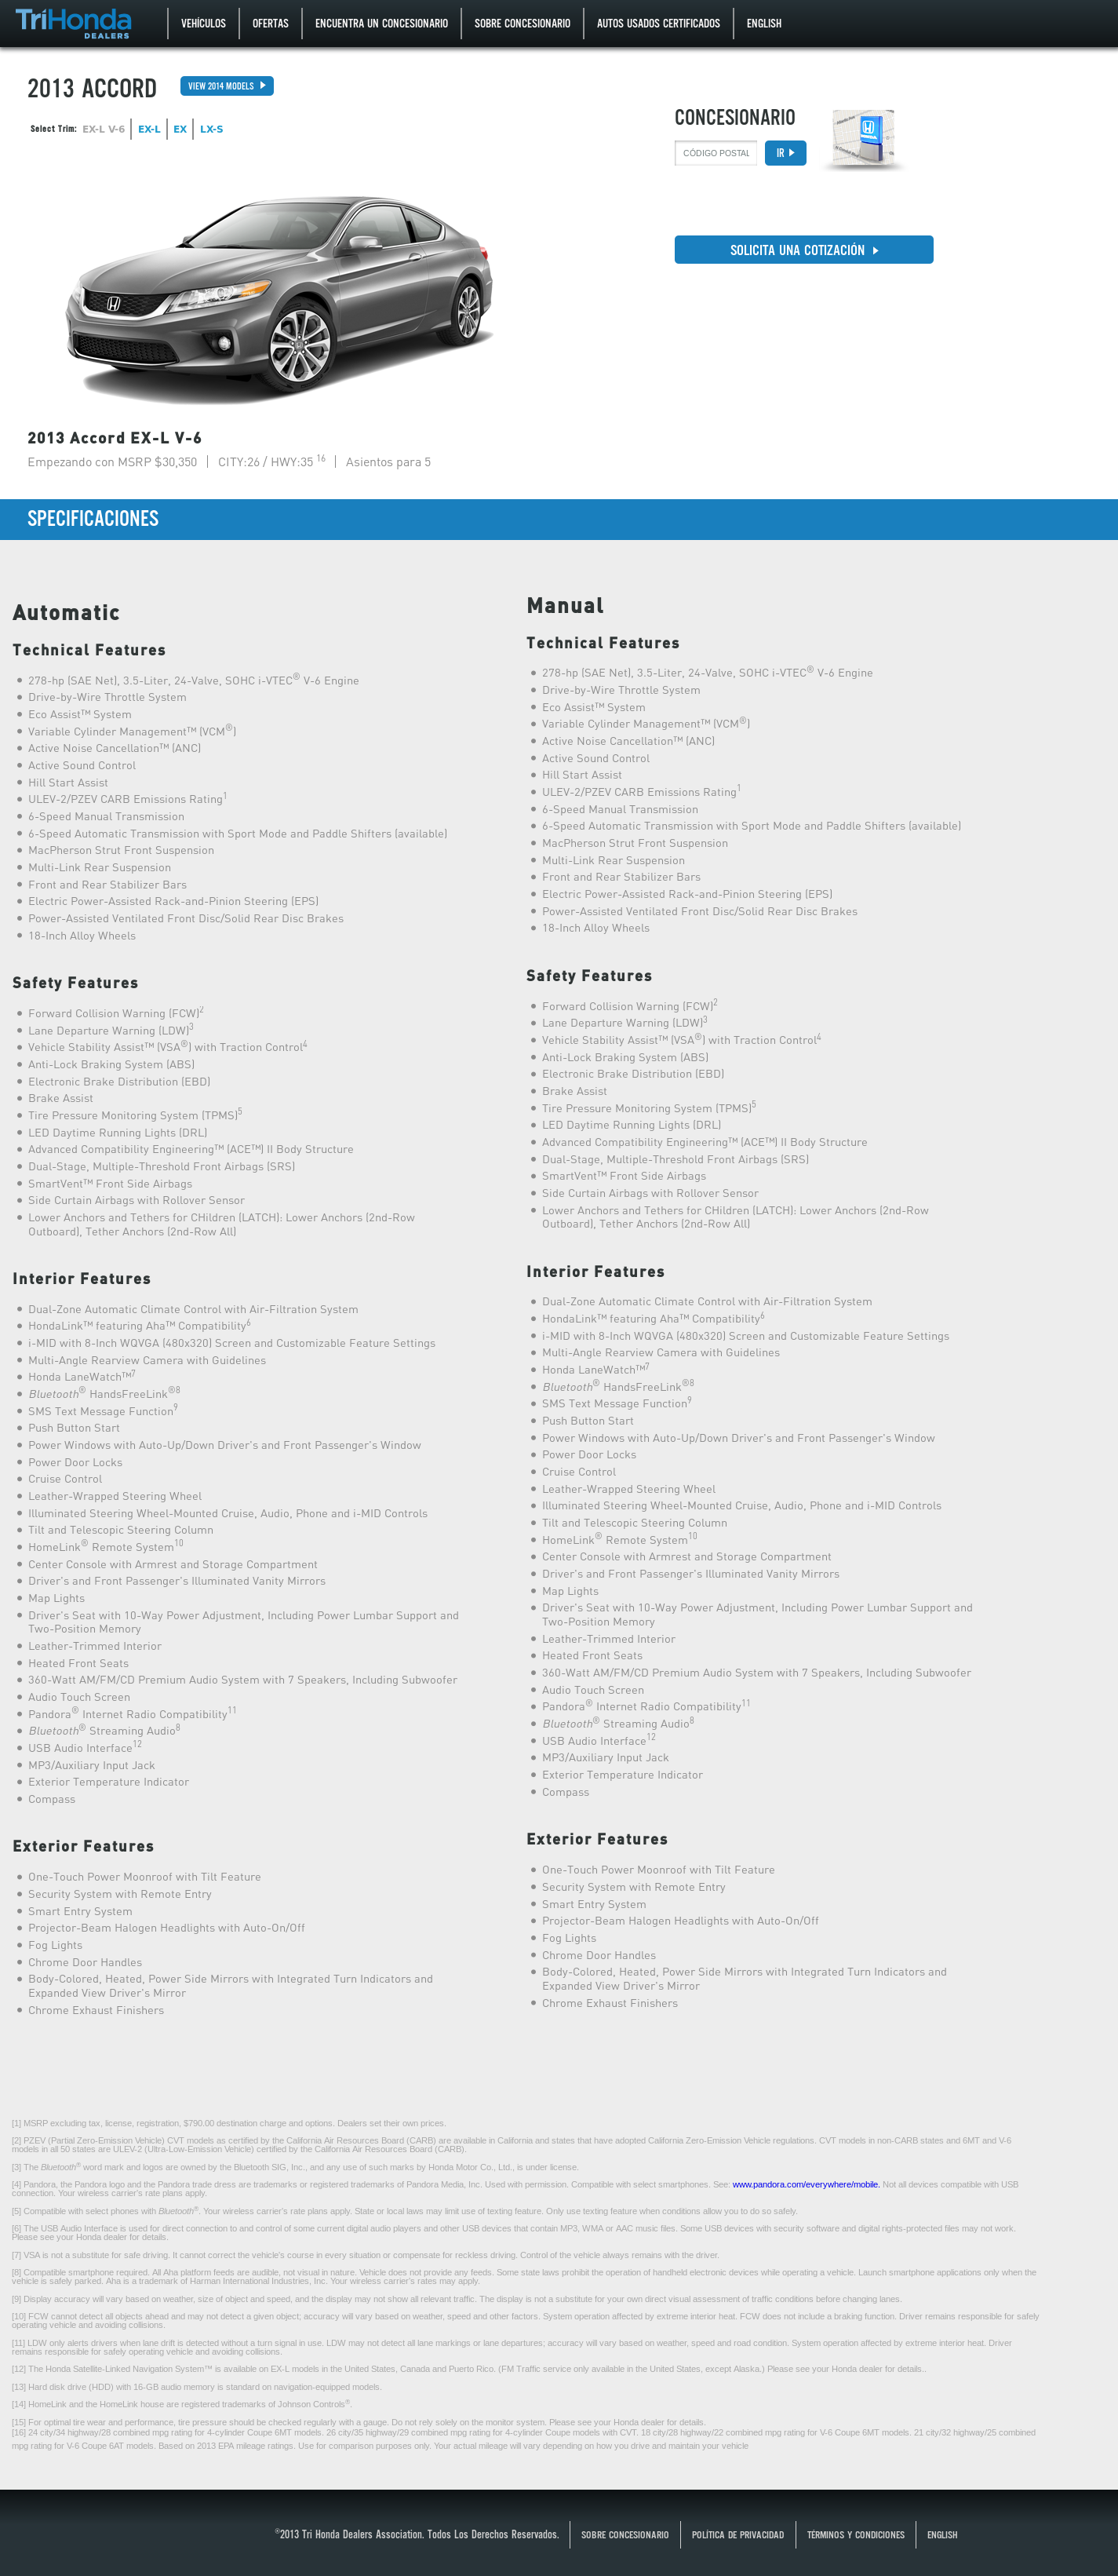 TriHonda
DEALERS
VEHÍCULOS
OFERTAS
ENCUENTRA UN CONCESIONARIO
SOBRE CONCESIONARIO
AUTOS USADOS CERTIFICADOS
ENGLISH
2013 ACCORD
VIEW 2014 MODELS
Select Trim: EX-L V-6 EX-L EX LX-S
CONCESIONARIO
CÓDIGO POSTAL
IR
SOLICITA UNA COTIZACIÓN
2013 Accord EX-L V-6
Empezando con MSRP $30,350 | CITY:26 / HWY:35 16 | Asientos para 5
SPECIFICACIONES
Automatic
Technical Features
278-hp (SAE Net), 3.5-Liter, 24-Valve, SOHC i-VTEC® V-6 Engine
Drive-by-Wire Throttle System
Eco Assist™ System
Variable Cylinder Management™ (VCM®)
Active Noise Cancellation™ (ANC)
Active Sound Control
Hill Start Assist
ULEV-2/PZEV CARB Emissions Rating1
6-Speed Manual Transmission
6-Speed Automatic Transmission with Sport Mode and Paddle Shifters (available)
MacPherson Strut Front Suspension
Multi-Link Rear Suspension
Front and Rear Stabilizer Bars
Electric Power-Assisted Rack-and-Pinion Steering (EPS)
Power-Assisted Ventilated Front Disc/Solid Rear Disc Brakes
18-Inch Alloy Wheels
Safety Features
Forward Collision Warning (FCW)2
Lane Departure Warning (LDW)3
Vehicle Stability Assist™ (VSA®) with Traction Control4
Anti-Lock Braking System (ABS)
Electronic Brake Distribution (EBD)
Brake Assist
Tire Pressure Monitoring System (TPMS)5
LED Daytime Running Lights (DRL)
Advanced Compatibility Engineering™ (ACE™) II Body Structure
Dual-Stage, Multiple-Threshold Front Airbags (SRS)
SmartVent™ Front Side Airbags
Side Curtain Airbags with Rollover Sensor
Lower Anchors and Tethers for CHildren (LATCH): Lower Anchors (2nd-Row
Outboard), Tether Anchors (2nd-Row All)
Interior Features
Dual-Zone Automatic Climate Control with Air-Filtration System
HondaLink™ featuring Aha™ Compatibility6
i-MID with 8-Inch WQVGA (480x320) Screen and Customizable Feature Settings
Multi-Angle Rearview Camera with Guidelines
Honda LaneWatch™7
Bluetooth® HandsFreeLink®8
SMS Text Message Function9
Push Button Start
Power Windows with Auto-Up/Down Driver's and Front Passenger's Window
Power Door Locks
Cruise Control
Leather-Wrapped Steering Wheel
Illuminated Steering Wheel-Mounted Cruise, Audio, Phone and i-MID Controls
Tilt and Telescopic Steering Column
HomeLink® Remote System10
Center Console with Armrest and Storage Compartment
Driver's and Front Passenger's Illuminated Vanity Mirrors
Map Lights
Driver's Seat with 10-Way Power Adjustment, Including Power Lumbar Support and
Two-Position Memory
Leather-Trimmed Interior
Heated Front Seats
360-Watt AM/FM/CD Premium Audio System with 7 Speakers, Including Subwoofer
Audio Touch Screen
Pandora® Internet Radio Compatibility11
Bluetooth® Streaming Audio8
USB Audio Interface12
MP3/Auxiliary Input Jack
Exterior Temperature Indicator
Compass
Exterior Features
One-Touch Power Moonroof with Tilt Feature
Security System with Remote Entry
Smart Entry System
Projector-Beam Halogen Headlights with Auto-On/Off
Fog Lights
Chrome Door Handles
Body-Colored, Heated, Power Side Mirrors with Integrated Turn Indicators and
Expanded View Driver's Mirror
Chrome Exhaust Finishers
Manual
Technical Features
278-hp (SAE Net), 3.5-Liter, 24-Valve, SOHC i-VTEC® V-6 Engine
Drive-by-Wire Throttle System
Eco Assist™ System
Variable Cylinder Management™ (VCM®)
Active Noise Cancellation™ (ANC)
Active Sound Control
Hill Start Assist
ULEV-2/PZEV CARB Emissions Rating1
6-Speed Manual Transmission
6-Speed Automatic Transmission with Sport Mode and Paddle Shifters (available)
MacPherson Strut Front Suspension
Multi-Link Rear Suspension
Front and Rear Stabilizer Bars
Electric Power-Assisted Rack-and-Pinion Steering (EPS)
Power-Assisted Ventilated Front Disc/Solid Rear Disc Brakes
18-Inch Alloy Wheels
Safety Features
Forward Collision Warning (FCW)2
Lane Departure Warning (LDW)3
Vehicle Stability Assist™ (VSA®) with Traction Control4
Anti-Lock Braking System (ABS)
Electronic Brake Distribution (EBD)
Brake Assist
Tire Pressure Monitoring System (TPMS)5
LED Daytime Running Lights (DRL)
Advanced Compatibility Engineering™ (ACE™) II Body Structure
Dual-Stage, Multiple-Threshold Front Airbags (SRS)
SmartVent™ Front Side Airbags
Side Curtain Airbags with Rollover Sensor
Lower Anchors and Tethers for CHildren (LATCH): Lower Anchors (2nd-Row
Outboard), Tether Anchors (2nd-Row All)
Interior Features
Dual-Zone Automatic Climate Control with Air-Filtration System
HondaLink™ featuring Aha™ Compatibility6
i-MID with 8-Inch WQVGA (480x320) Screen and Customizable Feature Settings
Multi-Angle Rearview Camera with Guidelines
Honda LaneWatch™7
Bluetooth® HandsFreeLink®8
SMS Text Message Function9
Push Button Start
Power Windows with Auto-Up/Down Driver's and Front Passenger's Window
Power Door Locks
Cruise Control
Leather-Wrapped Steering Wheel
Illuminated Steering Wheel-Mounted Cruise, Audio, Phone and i-MID Controls
Tilt and Telescopic Steering Column
HomeLink® Remote System10
Center Console with Armrest and Storage Compartment
Driver's and Front Passenger's Illuminated Vanity Mirrors
Map Lights
Driver's Seat with 10-Way Power Adjustment, Including Power Lumbar Support and
Two-Position Memory
Leather-Trimmed Interior
Heated Front Seats
360-Watt AM/FM/CD Premium Audio System with 7 Speakers, Including Subwoofer
Audio Touch Screen
Pandora® Internet Radio Compatibility11
Bluetooth® Streaming Audio8
USB Audio Interface12
MP3/Auxiliary Input Jack
Exterior Temperature Indicator
Compass
Exterior Features
One-Touch Power Moonroof with Tilt Feature
Security System with Remote Entry
Smart Entry System
Projector-Beam Halogen Headlights with Auto-On/Off
Fog Lights
Chrome Door Handles
Body-Colored, Heated, Power Side Mirrors with Integrated Turn Indicators and
Expanded View Driver's Mirror
Chrome Exhaust Finishers
[1] MSRP excluding tax, license, registration, $790.00 destination charge and options. Dealers set their own prices.
[2] PZEV (Partial Zero-Emission Vehicle) CVT models as certified by the California Air Resources Board (CARB) are available in California and states that have adopted California Zero-Emission Vehicle regulations. CVT models in non-CARB states and 6MT and V-6
models in all 50 states are ULEV-2 (Ultra-Low-Emission Vehicle) certified by the California Air Resources Board (CARB).
[3] The Bluetooth® word mark and logos are owned by the Bluetooth SIG, Inc., and any use of such marks by Honda Motor Co., Ltd., is under license.
[4] Pandora, the Pandora logo and the Pandora trade dress are trademarks or registered trademarks of Pandora Media, Inc. Used with permission. Compatible with select smartphones. See: www.pandora.com/everywhere/mobile. Not all devices compatible with USB
connection. Your wireless carrier's rate plans apply.
[5] Compatible with select phones with Bluetooth®. Your wireless carrier's rate plans apply. State or local laws may limit use of texting feature. Only use texting feature when conditions allow you to do so safely.
[6] The USB Audio Interface is used for direct connection to and control of some current digital audio players and other USB devices that contain MP3, WMA or AAC music files. Some USB devices with security software and digital rights-protected files may not work.
Please see your Honda dealer for details.
[7] VSA is not a substitute for safe driving. It cannot correct the vehicle's course in every situation or compensate for reckless driving. Control of the vehicle always remains with the driver.
[8] Compatible smartphone required. All Aha platform feeds are audible, not visual in nature. Vehicle does not provide any feeds. Some state laws prohibit the operation of handheld electronic devices while operating a vehicle. Launch smartphone applications only when the
vehicle is safely parked. Aha is a trademark of Harman International Industries, Inc. Your wireless carrier's rates may apply.
[9] Display accuracy will vary based on weather, size of object and speed, and the display may not show all relevant traffic. The display is not a substitute for your own direct visual assessment of traffic conditions before changing lanes.
[10] FCW cannot detect all objects ahead and may not detect a given object; accuracy will vary based on weather, speed and other factors. System operation affected by extreme interior heat. FCW does not include a braking function. Driver remains responsible for safely
operating vehicle and avoiding collisions.
[11] LDW only alerts drivers when lane drift is detected without a turn signal in use. LDW may not detect all lane markings or lane departures; accuracy will vary based on weather, speed and road condition. System operation affected by extreme interior heat. Driver
remains responsible for safely operating vehicle and avoiding collisions.
[12] The Honda Satellite-Linked Navigation System™ is available on EX-L models in the United States, Canada and Puerto Rico. (FM Traffic service only available in the United States, except Alaska.) Please see your Honda dealer for details..
[13] Hard disk drive (HDD) with 16-GB audio memory is standard on navigation-equipped models.
[14] HomeLink and the HomeLink house are registered trademarks of Johnson Controls®.
[15] For optimal tire wear and performance, tire pressure should be checked regularly with a gauge. Do not rely solely on the monitor system. Please see your Honda dealer for details.
[16] 24 city/34 highway/28 combined mpg rating for 4-cylinder Coupe 6MT models. 26 city/35 highway/29 combined mpg rating for 4-cylinder Coupe models with CVT. 18 city/28 highway/22 combined mpg rating for V-6 Coupe 6MT models. 21 city/32 highway/25 combined
mpg rating for V-6 Coupe 6AT models. Based on 2013 EPA mileage ratings. Use for comparison purposes only. Your actual mileage will vary depending on how you drive and maintain your vehicle
©2013 Tri Honda Dealers Association. Todos Los Derechos Reservados.
SOBRE CONCESIONARIO
POLÍTICA DE PRIVACIDAD
TÉRMINOS Y CONDICIONES
ENGLISH